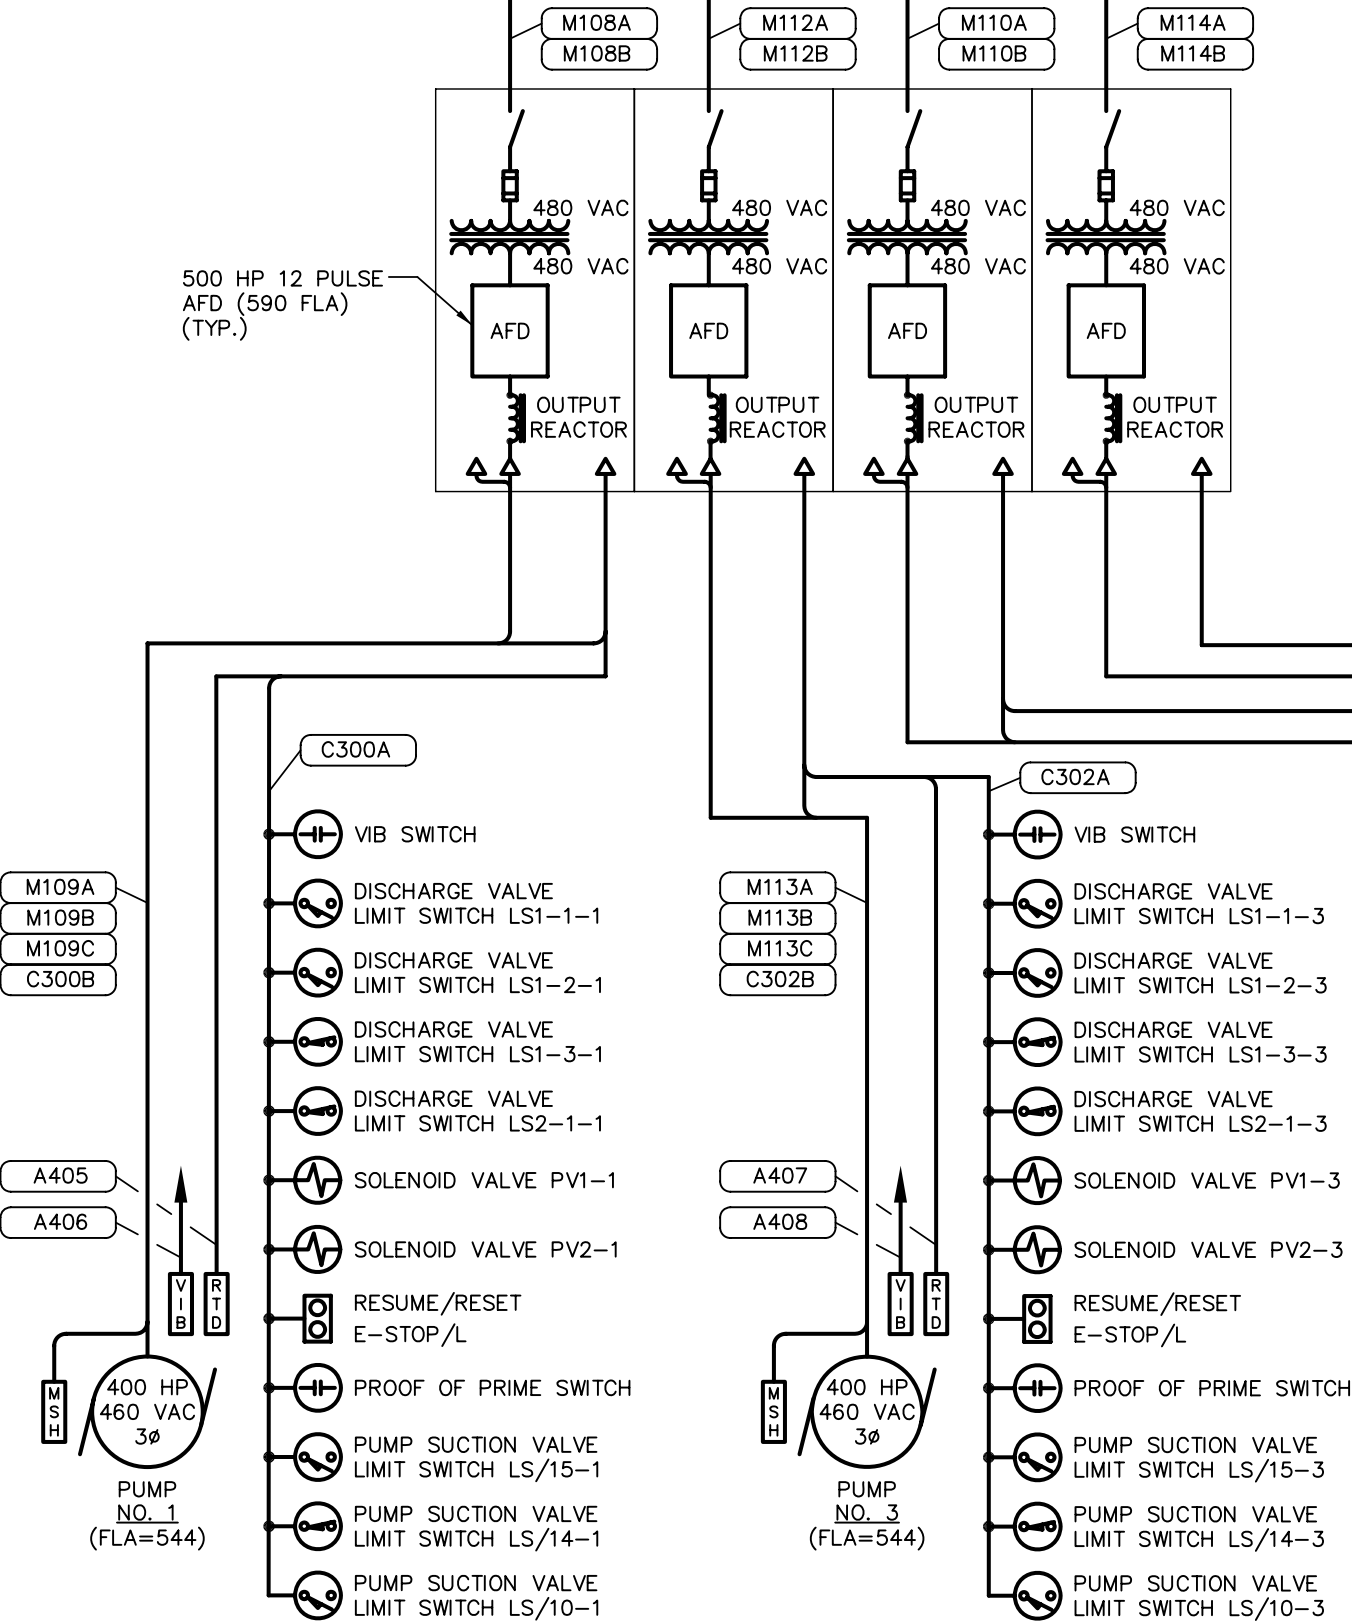 M108A
M108B
M112A
M112B
M110A
M110B
M114A
M114B
480 VAC
480 VAC
480 VAC
480 VAC
480 VAC
480 VAC
480 VAC
480 VAC
500 HP 12 PULSE
AFD (590 FLA)
(TYP.)
AFD
AFD
AFD
AFD
OUTPUT
REACTOR
OUTPUT
REACTOR
OUTPUT
REACTOR
OUTPUT
REACTOR
C300A
VIB SWITCH
M109A
M109B
M109C
C300B
DISCHARGE VALVE
LIMIT SWITCH LS1-1-1
DISCHARGE VALVE
LIMIT SWITCH LS1-2-1
DISCHARGE VALVE
LIMIT SWITCH LS1-3-1
DISCHARGE VALVE
LIMIT SWITCH LS2-1-1
A405
A406
SOLENOID VALVE PV1-1
SOLENOID VALVE PV2-1
VIB
RTD
RESUME/RESET
E-STOP/L
MSH
400 HP
460 VAC
3ø
PUMP
NO. 1
(FLA=544)
PROOF OF PRIME SWITCH
PUMP SUCTION VALVE
LIMIT SWITCH LS/15-1
PUMP SUCTION VALVE
LIMIT SWITCH LS/14-1
PUMP SUCTION VALVE
LIMIT SWITCH LS/10-1
C302A
VIB SWITCH
M113A
M113B
M113C
C302B
DISCHARGE VALVE
LIMIT SWITCH LS1-1-3
DISCHARGE VALVE
LIMIT SWITCH LS1-2-3
DISCHARGE VALVE
LIMIT SWITCH LS1-3-3
DISCHARGE VALVE
LIMIT SWITCH LS2-1-3
A407
A408
SOLENOID VALVE PV1-3
SOLENOID VALVE PV2-3
VIB
RTD
RESUME/RESET
E-STOP/L
MSH
400 HP
460 VAC
3ø
PUMP
NO. 3
(FLA=544)
PROOF OF PRIME SWITCH
PUMP SUCTION VALVE
LIMIT SWITCH LS/15-3
PUMP SUCTION VALVE
LIMIT SWITCH LS/14-3
PUMP SUCTION VALVE
LIMIT SWITCH LS/10-3